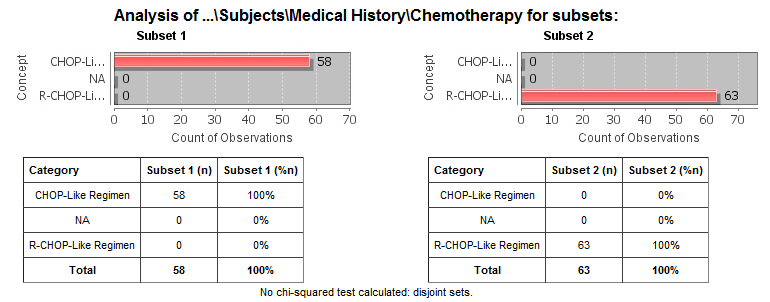 Analysis of ...\Subjects\Medical History\Chemotherapy for subsets:
Subset 1
Concept
CHOP-Li...
58
NA
0
R-CHOP-Li...
0
0 10 20 30 40 50 60 70
Count of Observations
Subset 2
Concept
CHOP-Li...
0
NA
0
R-CHOP-Li...
63
0 10 20 30 40 50 60 70
Count of Observations
Category Subset 1 (n) Subset 1 (%n)
CHOP-Like Regimen 58 100%
NA 0 0%
R-CHOP-Like Regimen 0 0%
Total 58 100%
Category Subset 2 (n) Subset 2 (%n)
CHOP-Like Regimen 0 0%
NA 0 0%
R-CHOP-Like Regimen 63 100%
Total 63 100%
No chi-squared test calculated: disjoint sets.